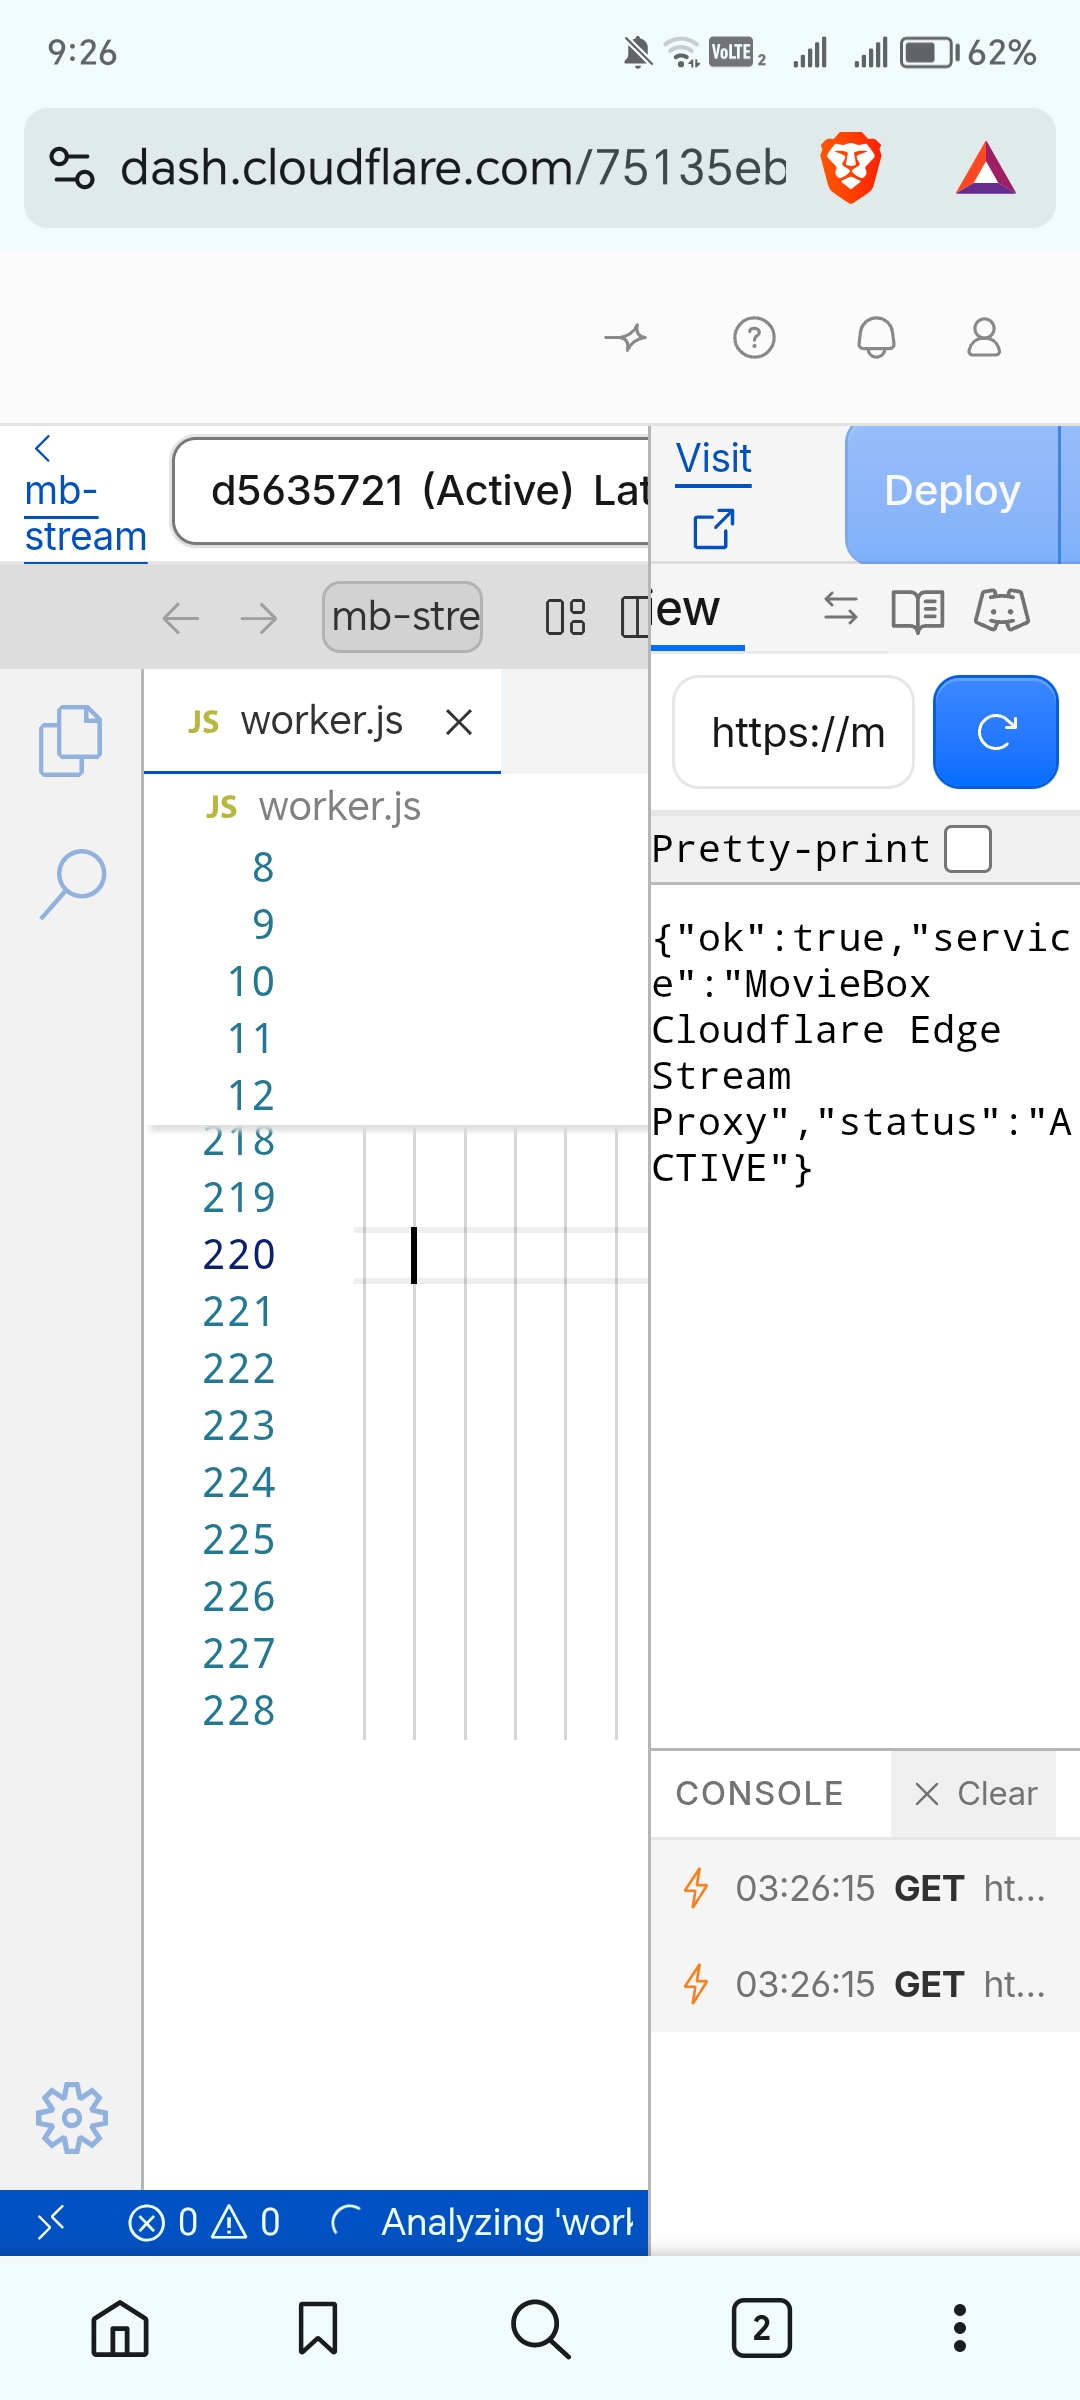 9:26
VoLTE 2
62%
dash.cloudflare.com/75135eb
mb-
stream
d5635721 (Active) Lat
Visit
Deploy
mb-stre
iew
JS worker.js
https://m
JS worker.js
Pretty-print
8
9
10
11
12
218
219
220
221
222
223
224
225
226
227
228
{"ok":true,"servic
e":"MovieBox
Cloudflare Edge
Stream
Proxy","status":"A
CTIVE"}
CONSOLE
Clear
03:26:15 GET ht...
03:26:15 GET ht...
0 0 Analyzing 'work
2